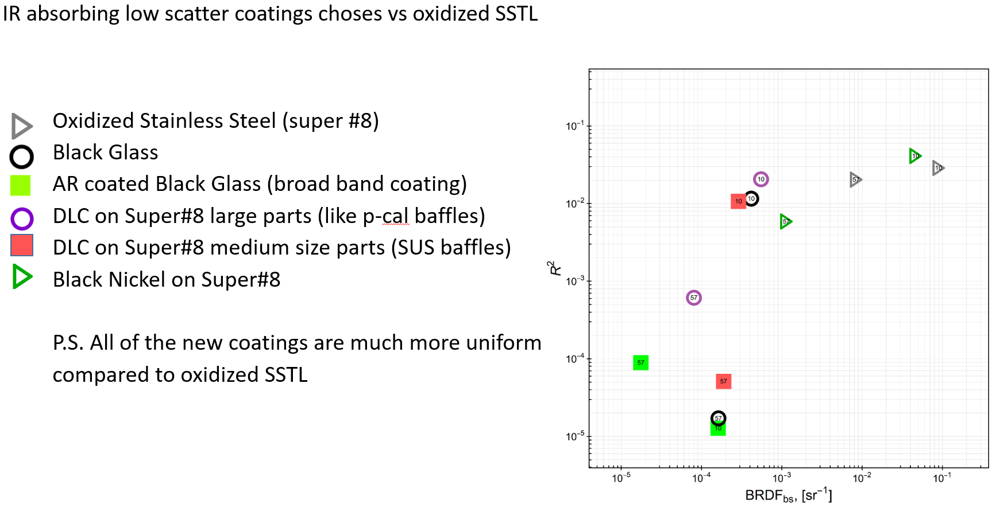 IR absorbing low scatter coatings choses vs oxidized SSTL
Oxidized Stainless Steel (super #8)
Black Glass
AR coated Black Glass (broad band coating)
DLC on Super#8 large parts (like p-cal baffles)
DLC on Super#8 medium size parts (SUS baffles)
Black Nickel on Super#8
P.S. All of the new coatings are much more uniform
compared to oxidized SSTL
10⁻¹
10
10
57
10
10⁻²
10
10
57
R²
10⁻³
57
10⁻⁴
57
57
57
10
10⁻⁵
10⁻⁵ 10⁻⁴ 10⁻³ 10⁻² 10⁻¹
BRDFbs, [sr⁻¹]